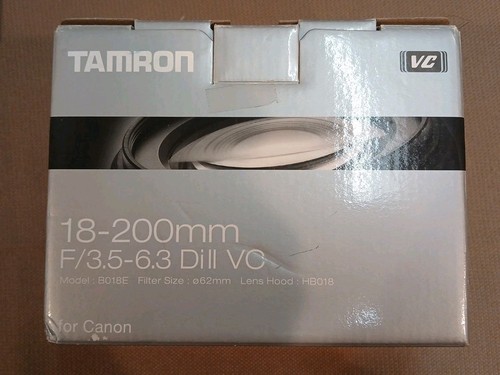 TAMRON
VC
18-200mm
F/3.5-6.3 Dill VC
Model : B018E Filter Size : ø62mm Lens Hood : HB018
for Canon